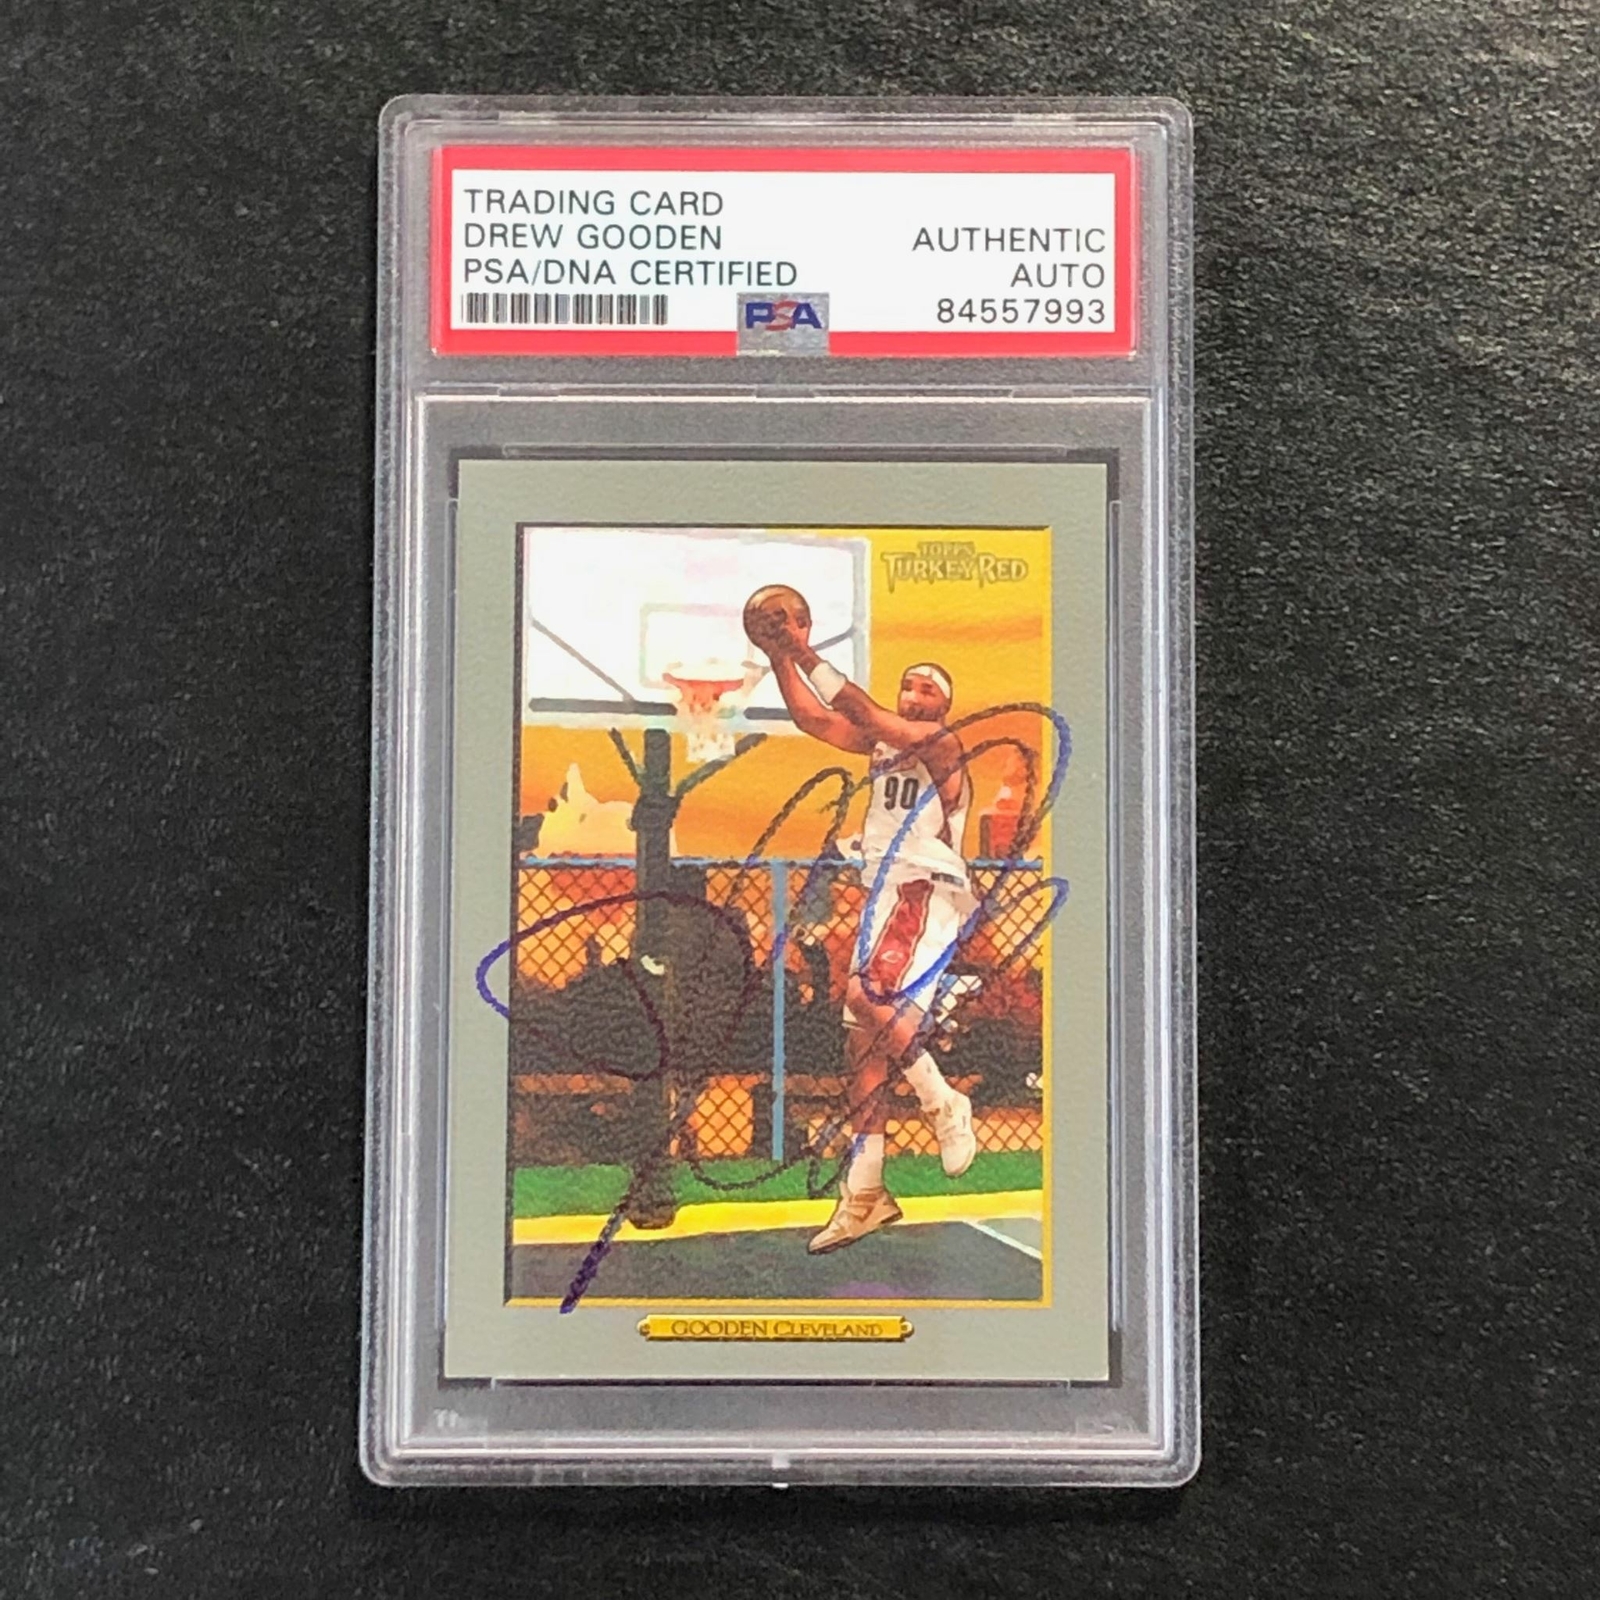 TRADING CARD
DREW GOODEN
PSA/DNA CERTIFIED
AUTHENTIC
AUTO
84557993
PSA
TOPPS
TURKEY RED
90
GOODEN CLEVELAND